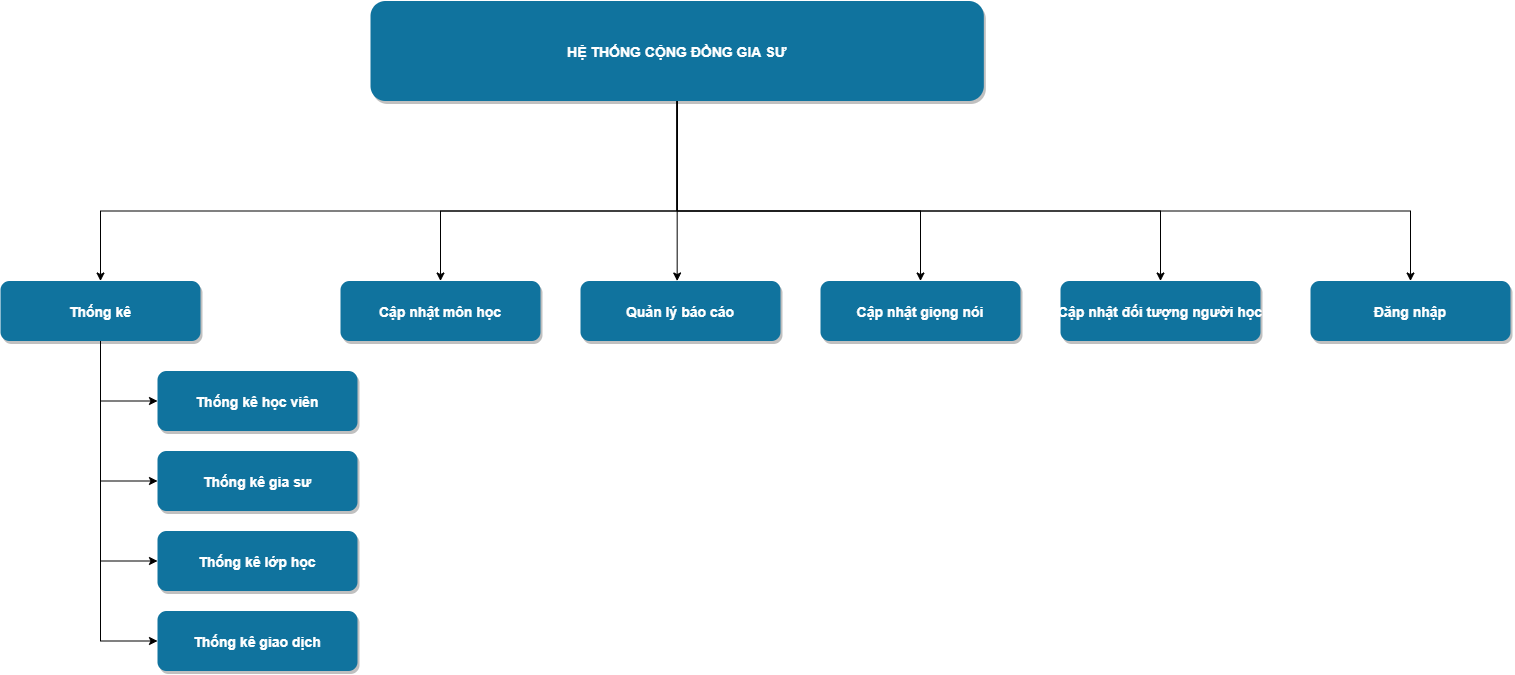 HỆ THỐNG CỘNG ĐỒNG GIA SƯ
Thống kê
Cập nhật môn học
Quản lý báo cáo
Cập nhật giọng nói
Cập nhật đối tượng người học
Đăng nhập
Thống kê học viên
Thống kê gia sư
Thống kê lớp học
Thống kê giao dịch